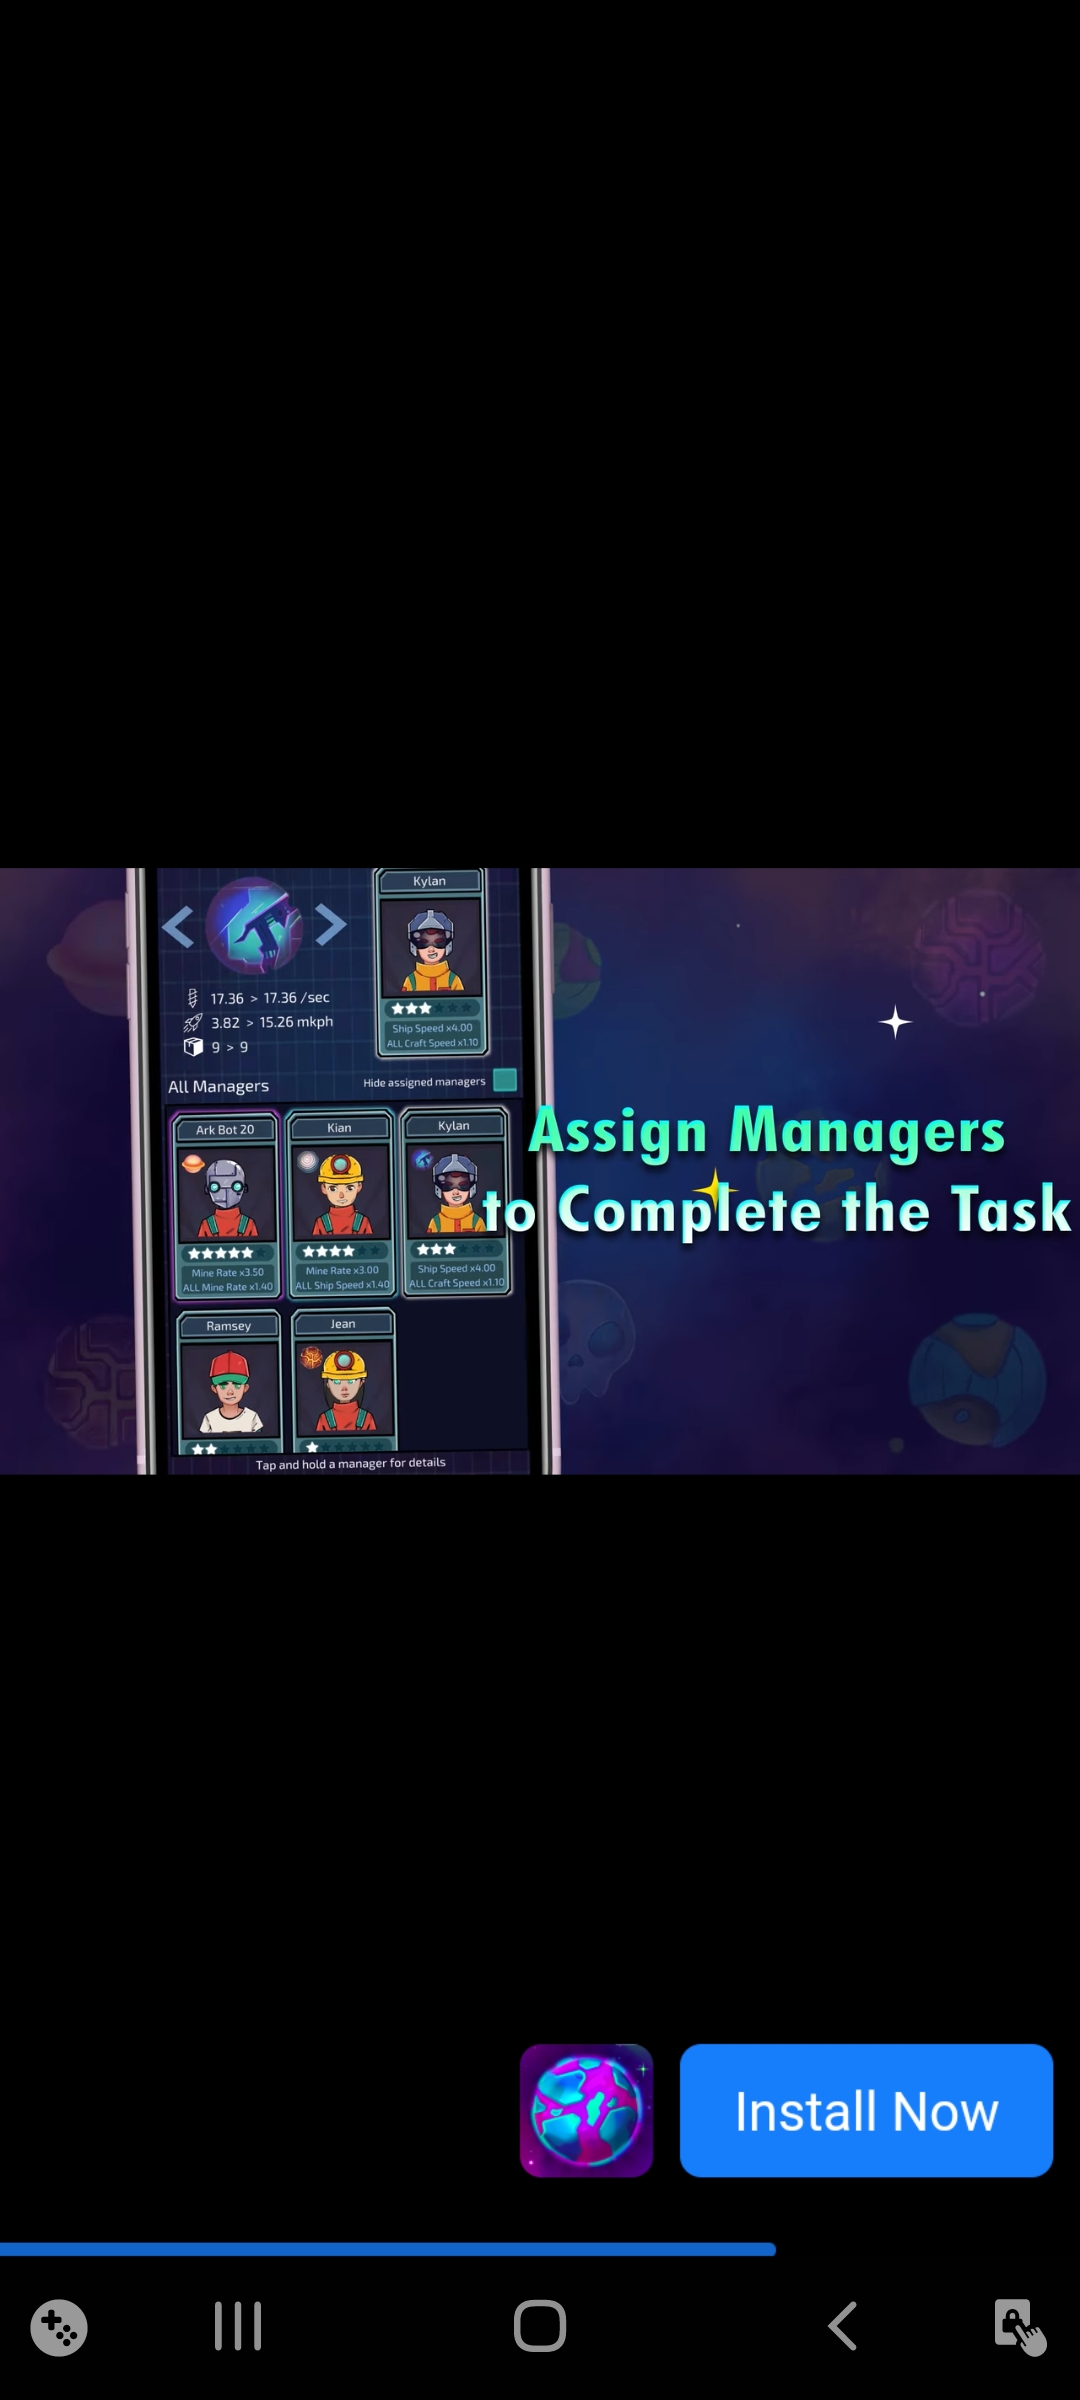 Kylan
17.36 > 17.36 /sec
3.82 > 15.26 mkph
9 > 9
Ship Speed x4.00
ALL Craft Speed x1.10
All Managers
Hide assigned managers
Ark Bot 20
Kian
Kylan
Mine Rate x3.50
ALL Mine Rate x1.40
Mine Rate x3.00
ALL Ship Speed x1.40
Ship Speed x4.00
ALL Craft Speed x1.10
Ramsey
Jean
Tap and hold a manager for details
Assign Managers
to Complete the Task
Install Now